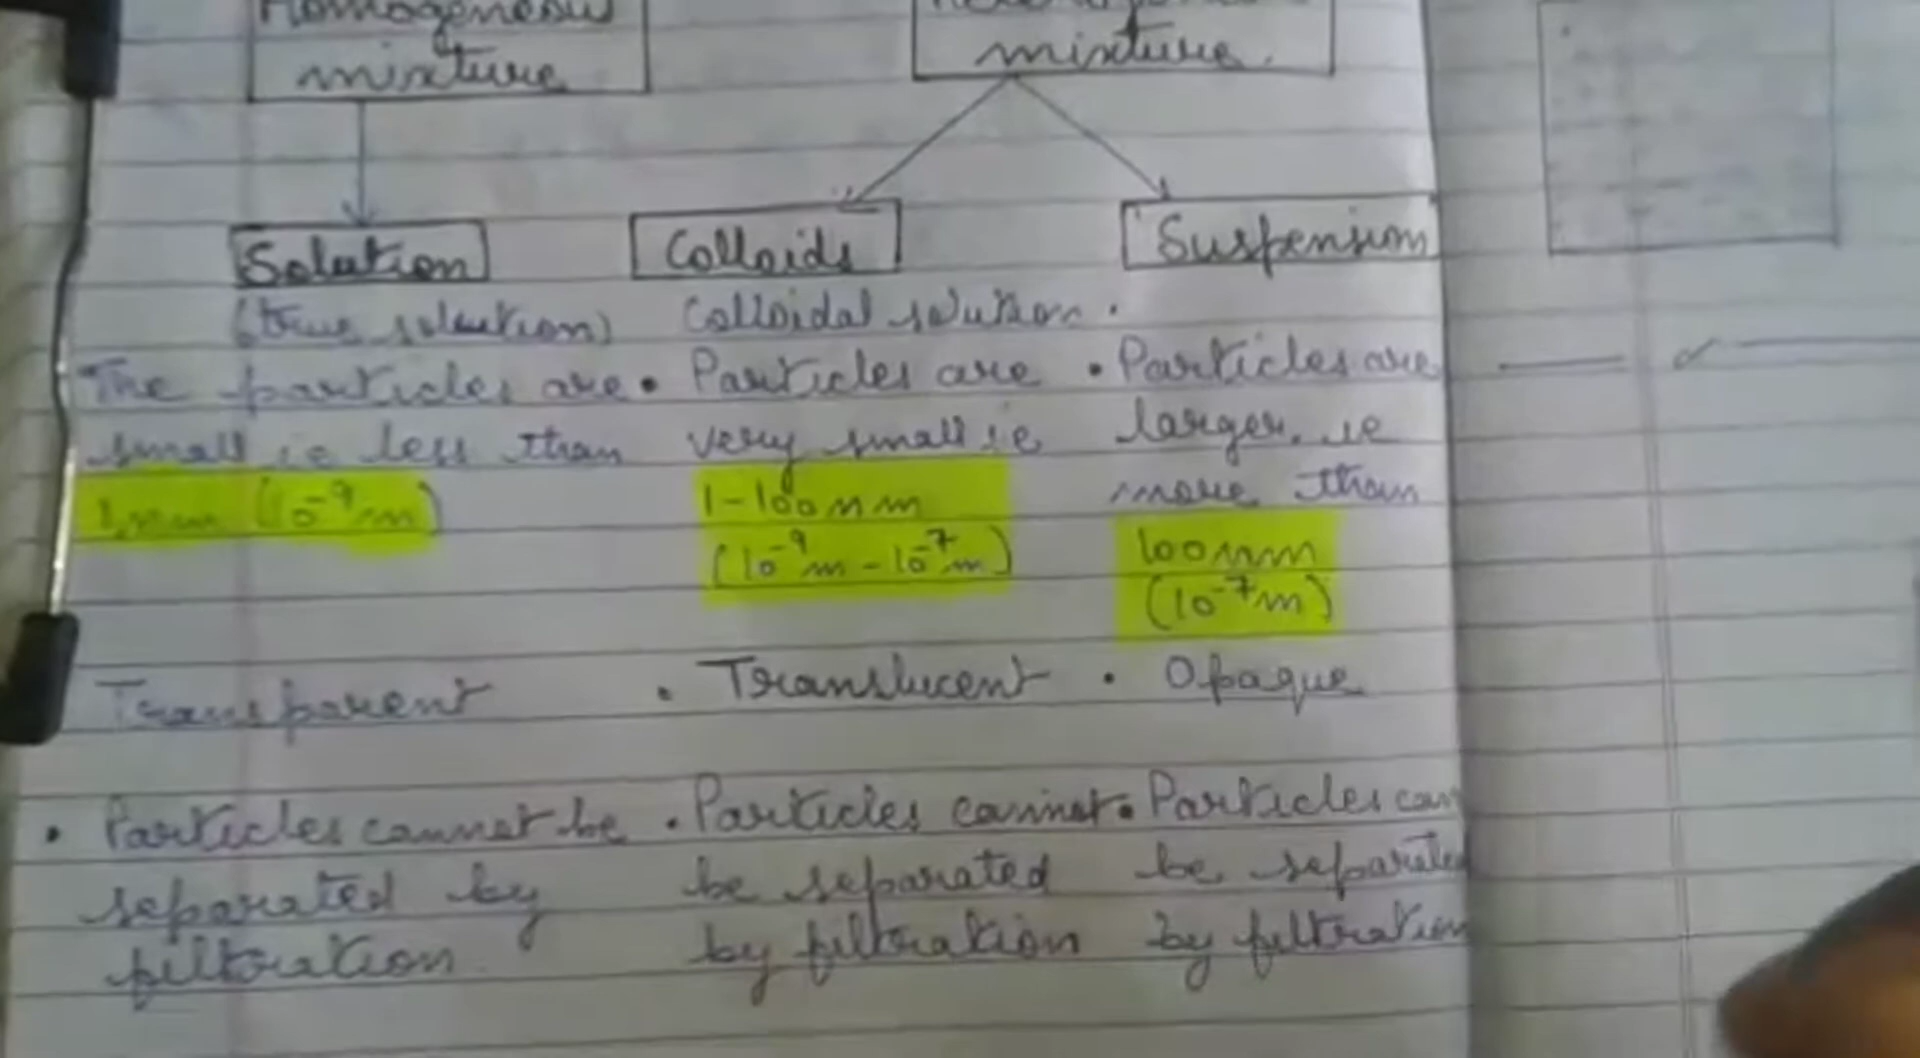 Homogeneous
mixture
mixture.
Solution
Colloids
Suspension
(true solution)
Colloidal solution.
The particles are
small ie less than
1nm (10⁻⁹m)
Transparent
• Particles cannot be
separated by
filtration.
• Particles are
very small ie
1-100nm
(10⁻⁹m - 10⁻⁷m)
• Translucent
• Particles cannot
be separated
by filtration
• Particles are
larger, ie
more than
100nm
(10⁻⁷m)
• Opaque
• Particles can
be separated
by filtration